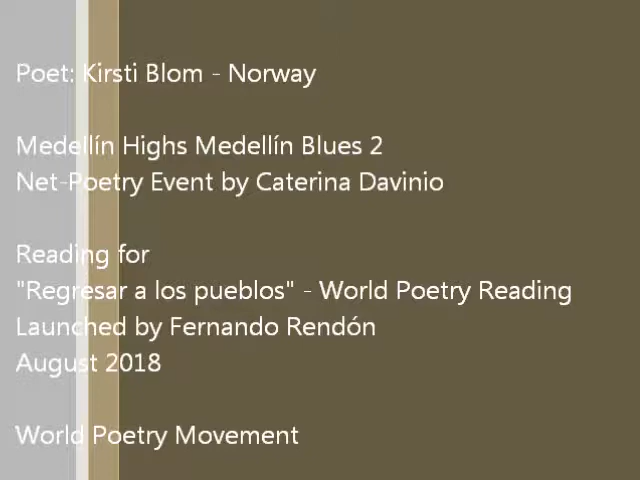 Poet: Kirsti Blom - Norway
Medellín Highs Medellín Blues 2
Net-Poetry Event by Caterina Davinio
Reading for
"Regresar a los pueblos" - World Poetry Reading
Launched by Fernando Rendón
August 2018
World Poetry Movement